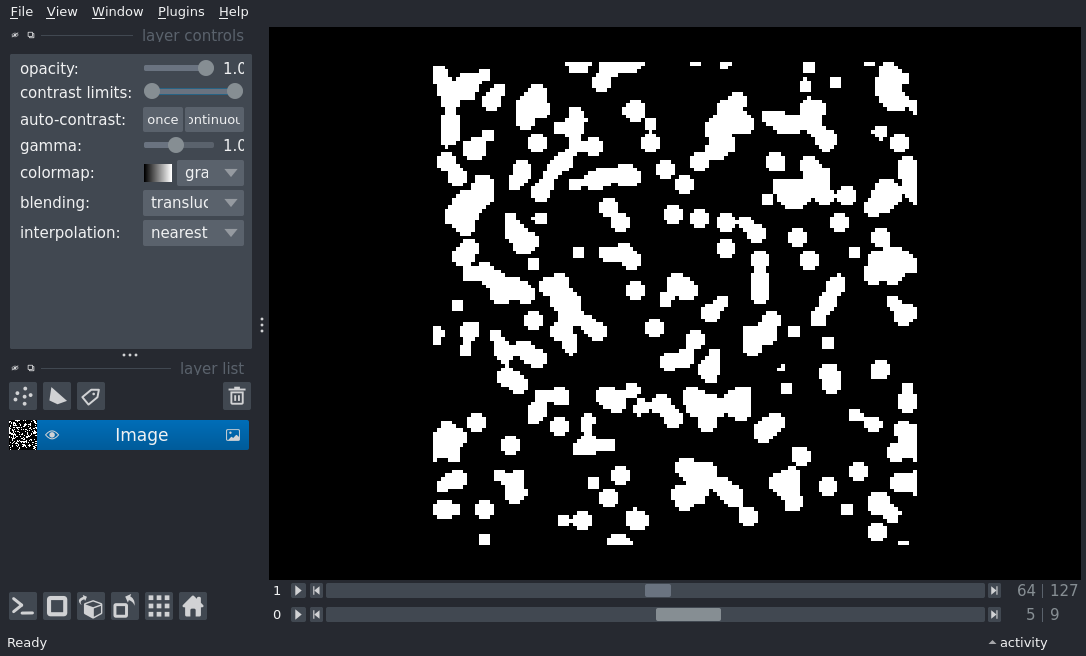 File View Window Plugins Help
layer controls
opacity: 1.0
contrast limits:
auto-contrast: once ontinuou
gamma: 1.0
colormap: gra
blending: transluc
interpolation: nearest
layer list
Image
1 64 | 127
0 5 | 9
Ready activity